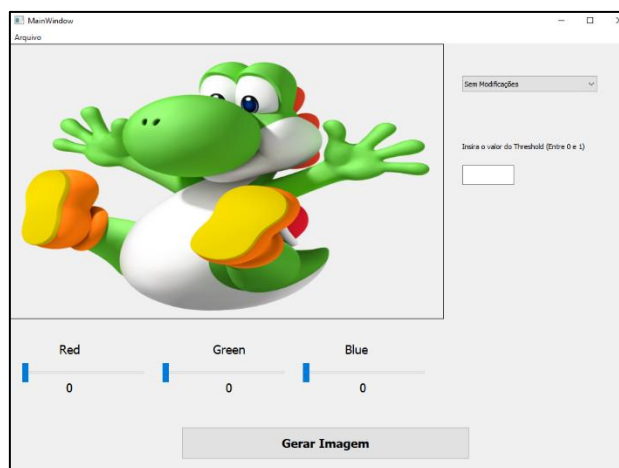 MainWindow
Arquivo
Sem Modificações
Insira o valor do Threshold (Entre 0 e 1)
Red Green Blue
0 0 0
Gerar Imagem